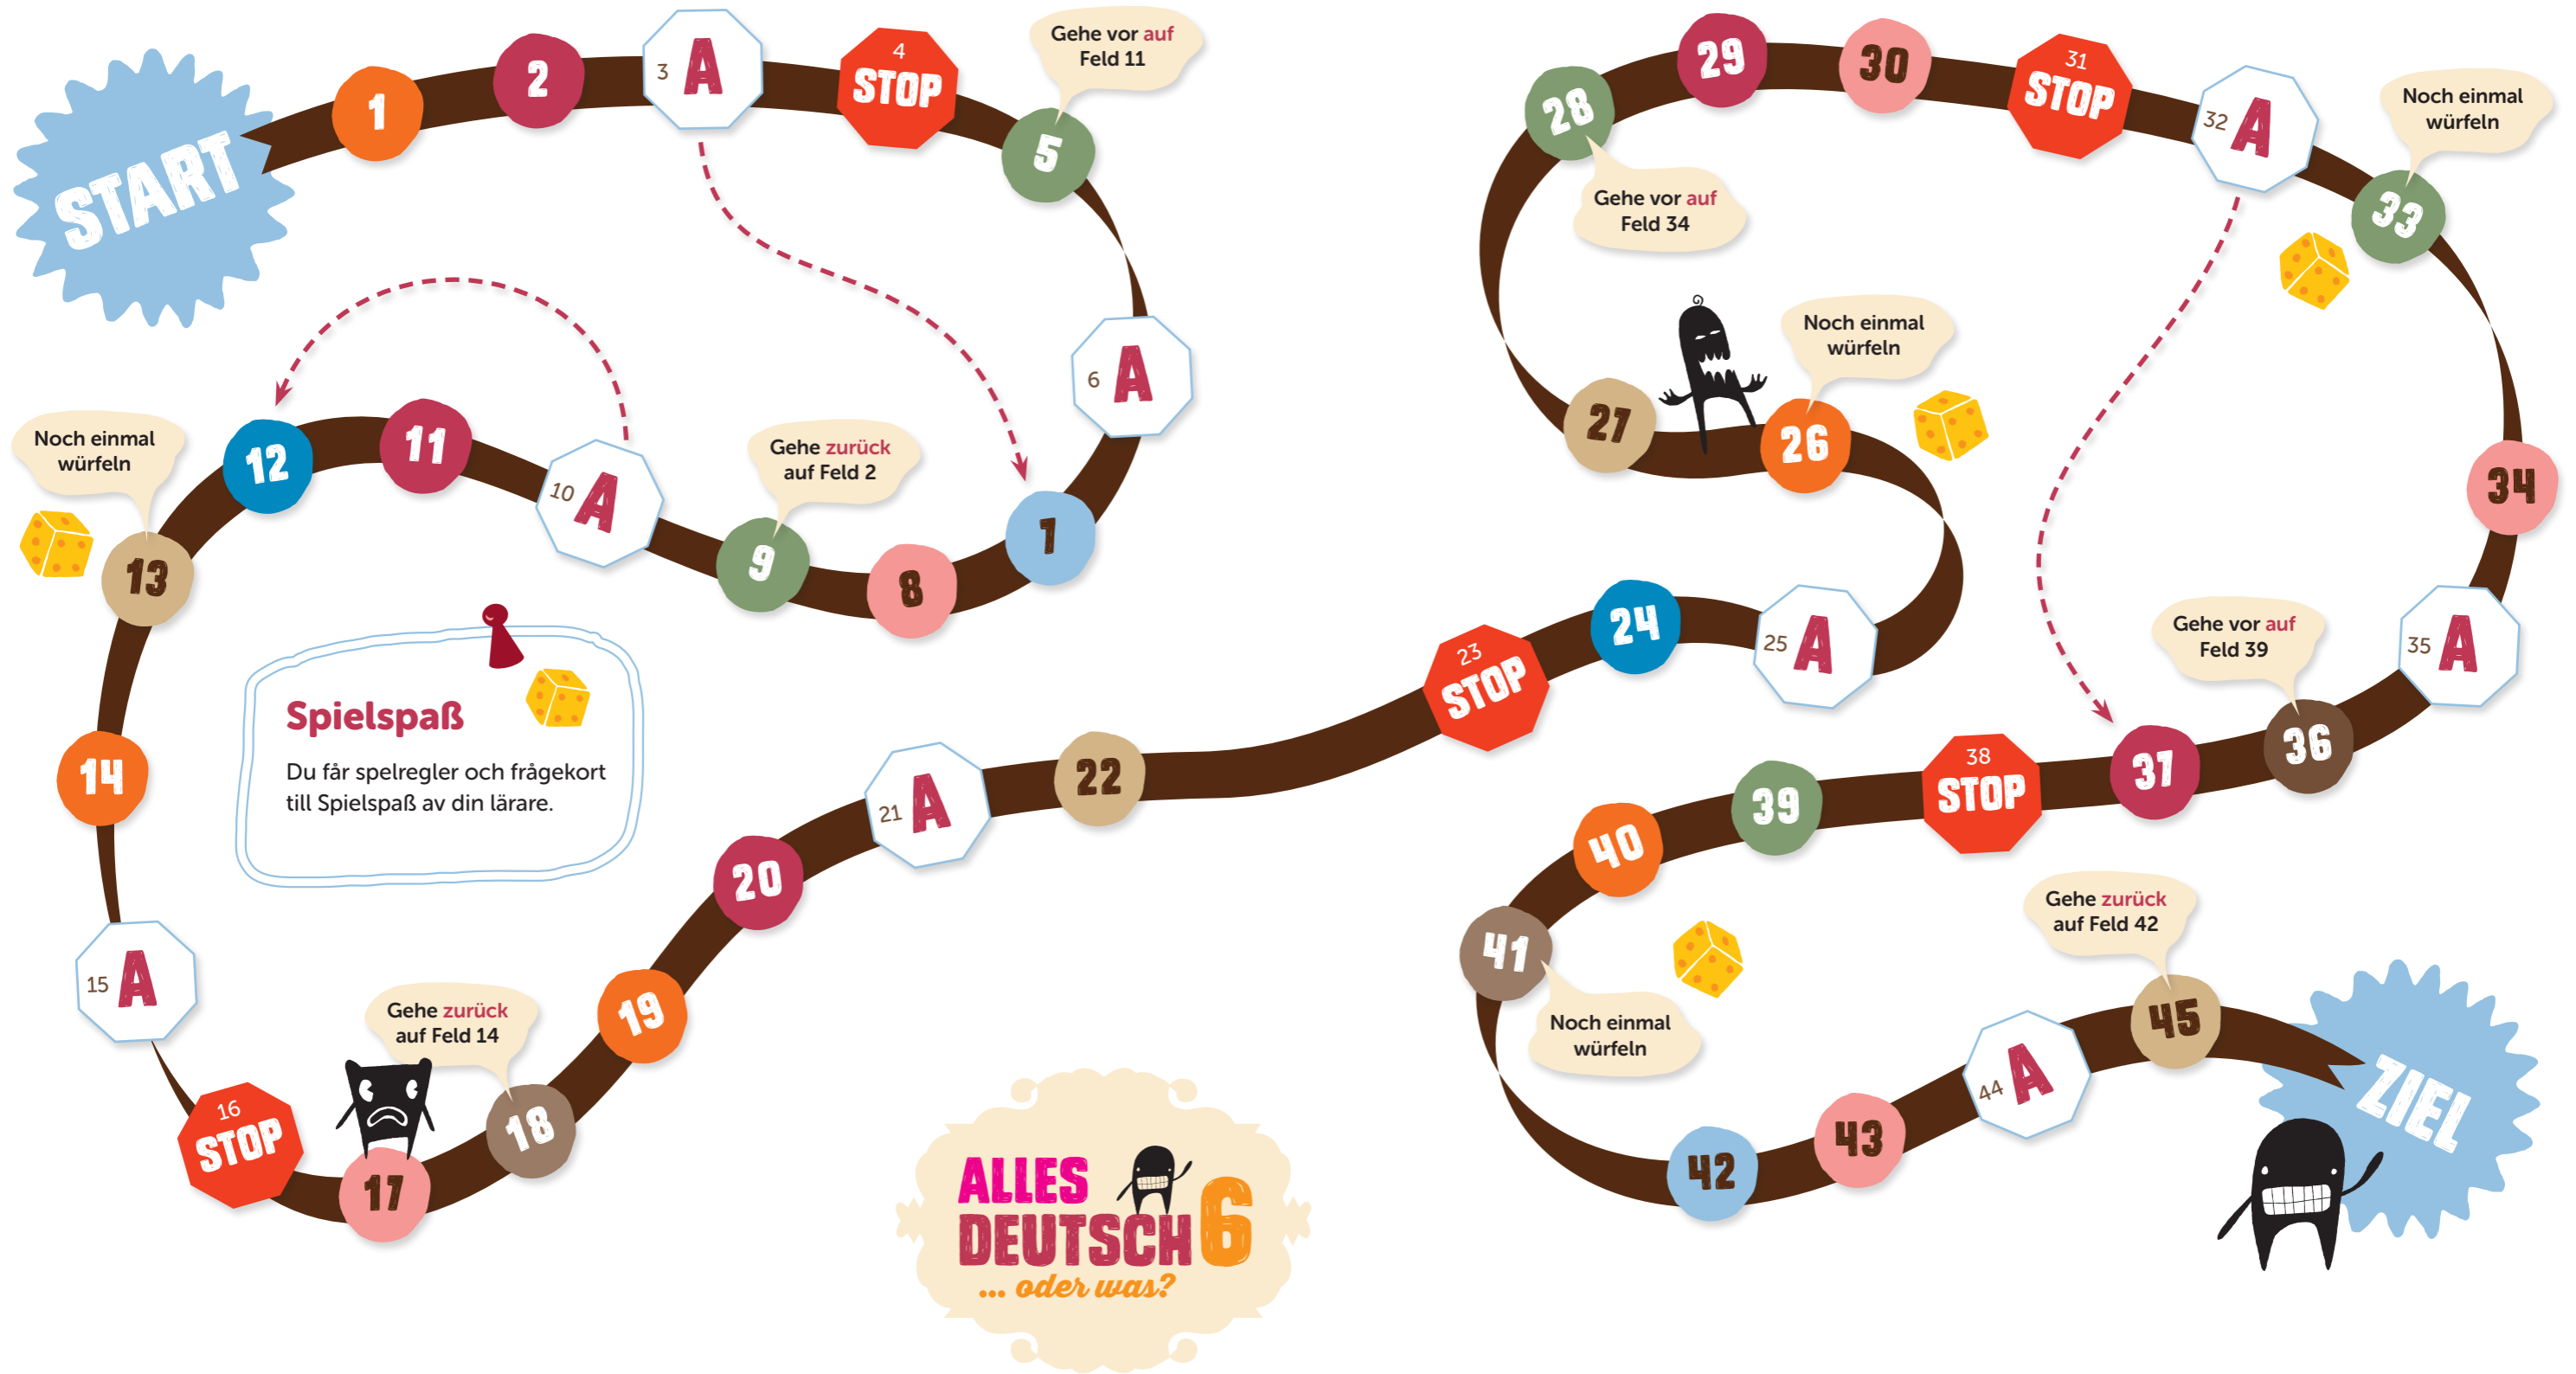 START
1
2
3 A
4
STOP
5
Gehe vor auf
Feld 11
6 A
7
8
9
Gehe zurück
auf Feld 2
10 A
11
12
13
Noch einmal
würfeln
14
15 A
16
STOP
17
18
Gehe zurück
auf Feld 14
19
20
21 A
22
23
STOP
24
25 A
26
Noch einmal
würfeln
27
28
Gehe vor auf
Feld 34
29
30
31
STOP
32 A
33
Noch einmal
würfeln
34
35 A
36
Gehe vor auf
Feld 39
37
38
STOP
39
40
41
Noch einmal
würfeln
42
43
44 A
45
Gehe zurück
auf Feld 42
ZIEL
Spielspaß
Du får spelregler och frågekort
till Spielspaß av din lärare.
ALLES
DEUTSCH 6
... oder was?